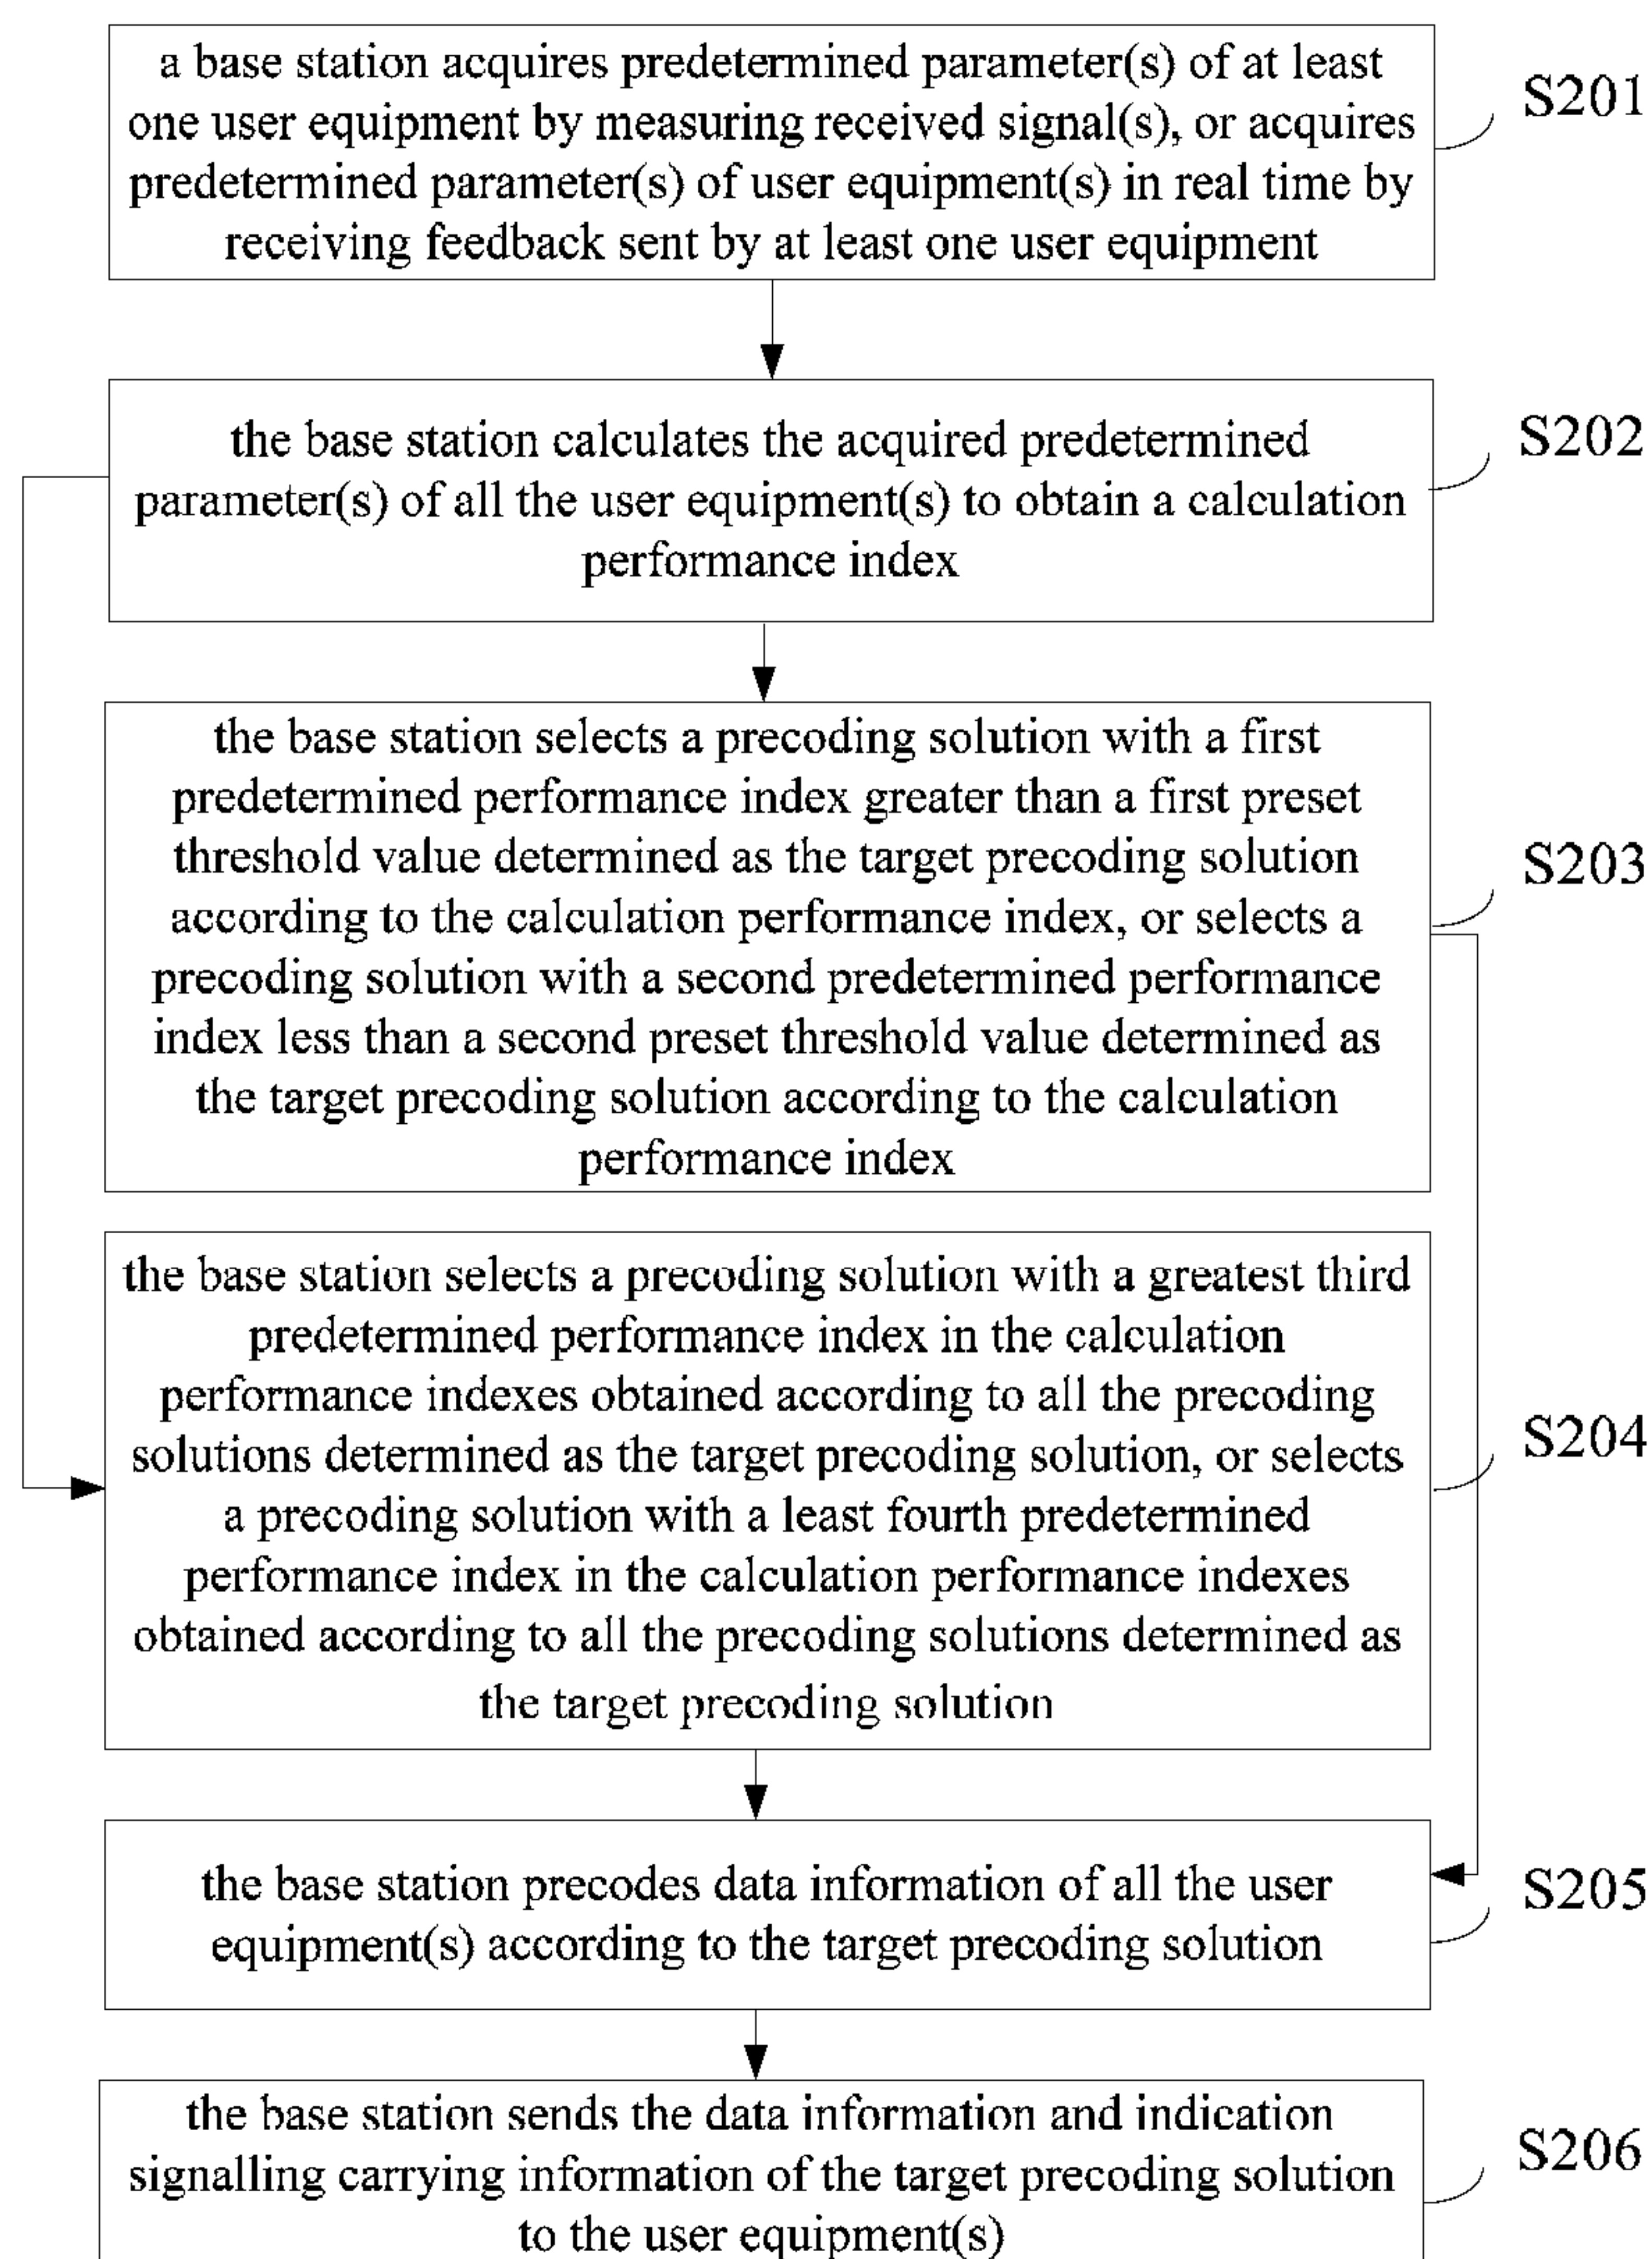 a base station acquires predetermined parameter(s) of at least
one user equipment by measuring received signal(s), or acquires
predetermined parameter(s) of user equipment(s) in real time by
receiving feedback sent by at least one user equipment
S201
the base station calculates the acquired predetermined
parameter(s) of all the user equipment(s) to obtain a calculation
performance index
S202
the base station selects a precoding solution with a first
predetermined performance index greater than a first preset
threshold value determined as the target precoding solution
according to the calculation performance index, or selects a
precoding solution with a second predetermined performance
index less than a second preset threshold value determined as
the target precoding solution according to the calculation
performance index
S203
the base station selects a precoding solution with a greatest third
predetermined performance index in the calculation
performance indexes obtained according to all the precoding
solutions determined as the target precoding solution, or selects
a precoding solution with a least fourth predetermined
performance index in the calculation performance indexes
obtained according to all the precoding solutions determined as
the target precoding solution
S204
the base station precodes data information of all the user
equipment(s) according to the target precoding solution
S205
the base station sends the data information and indication
signalling carrying information of the target precoding solution
to the user equipment(s)
S206